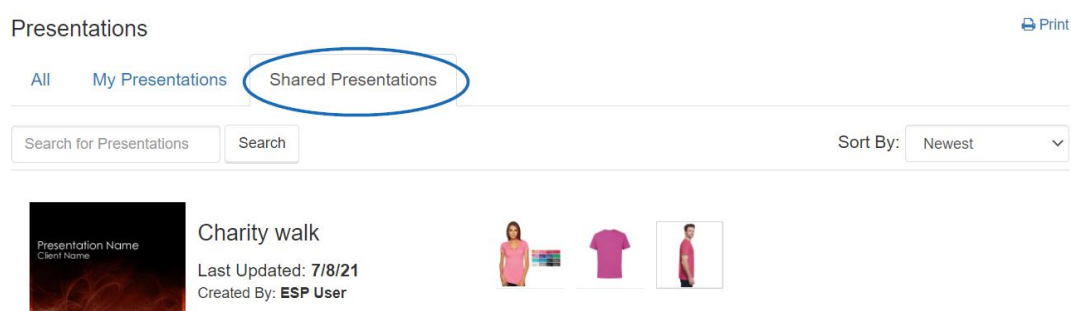 Presentations
Print
All
My Presentations
Shared Presentations
Search for Presentations
Search
Sort By:
Newest
Presentation Name
Client Name
Charity walk
Last Updated: 7/8/21
Created By: ESP User